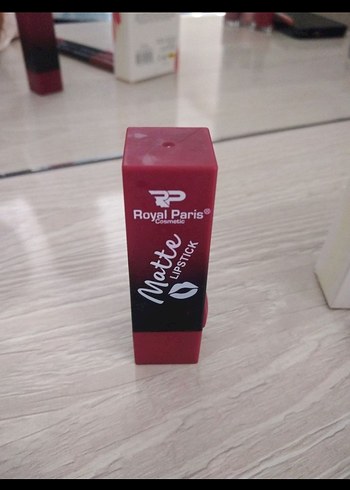 RP
Royal Paris®
Cosmetic
Matte
LIPSTICK